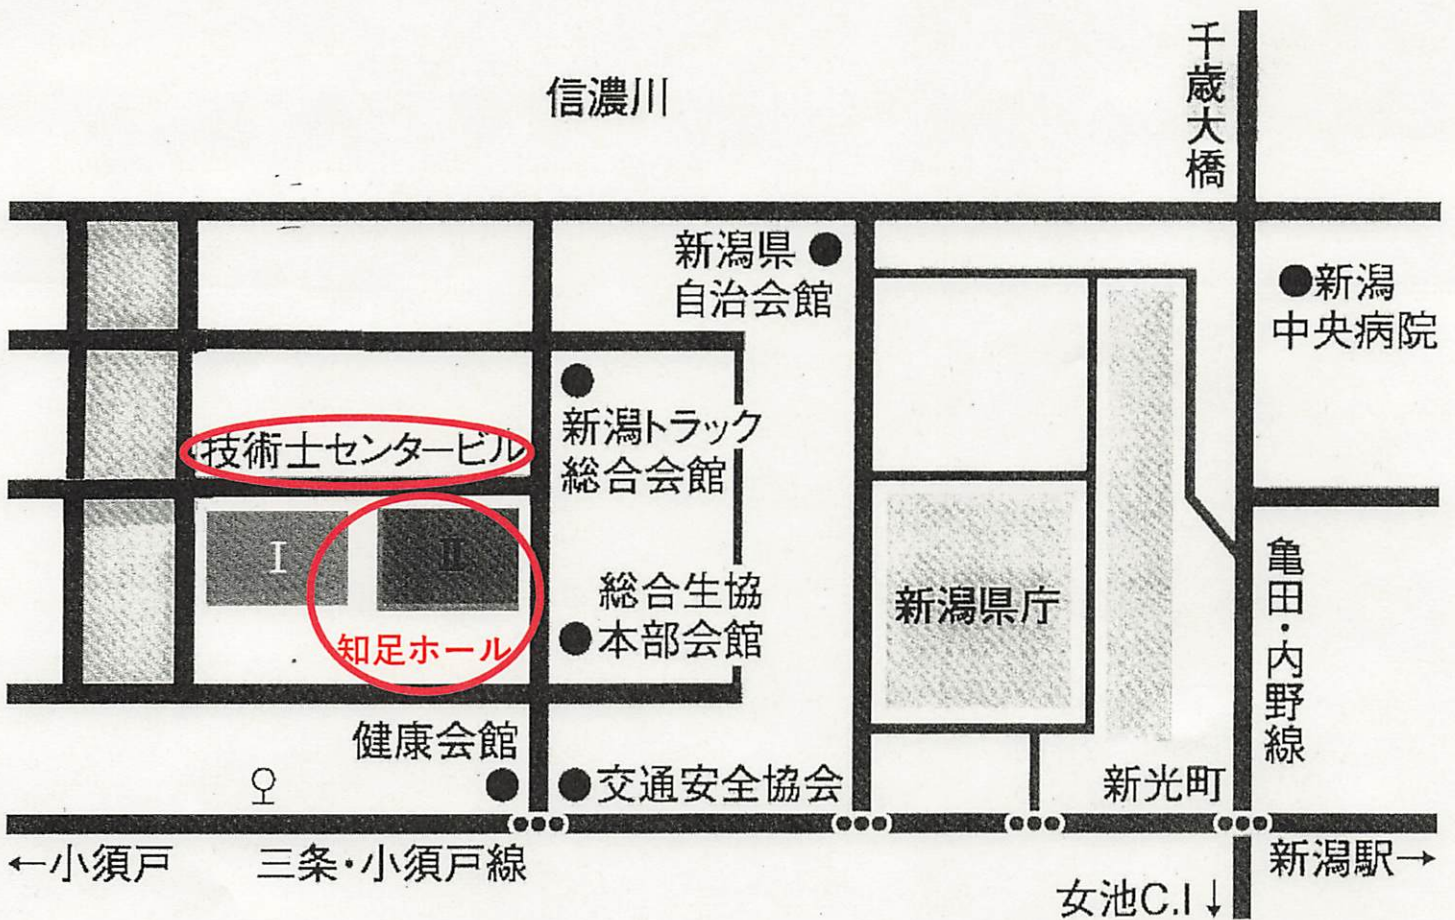 信濃川
千歳大橋
新潟県
自治会館
●新潟
中央病院
新潟トラック
総合会館
技術士センタービル
I
II
知足ホール
総合生協
本部会館
新潟県庁
亀田・内野線
健康会館
交通安全協会
新光町
←小須戸
三条・小須戸線
新潟駅→
女池C.I↓